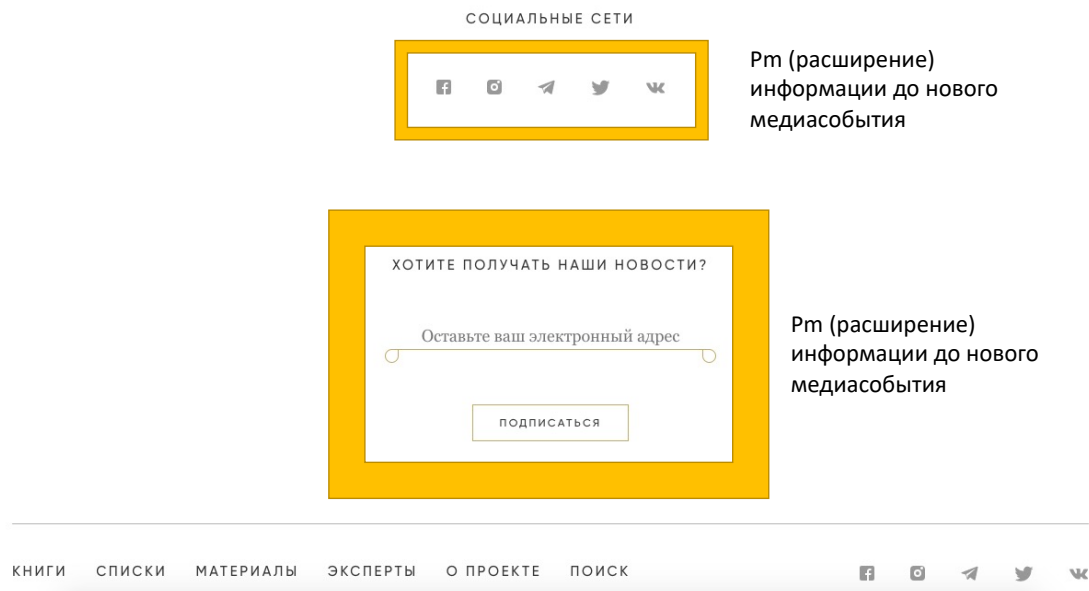 СОЦИАЛЬНЫЕ СЕТИ
Pm (расширение)
информации до нового
медиасобытия
ХОТИТЕ ПОЛУЧАТЬ НАШИ НОВОСТИ?
Оставьте ваш электронный адрес
ПОДПИСАТЬСЯ
Pm (расширение)
информации до нового
медиасобытия
КНИГИ СПИСКИ МАТЕРИАЛЫ ЭКСПЕРТЫ О ПРОЕКТЕ ПОИСК